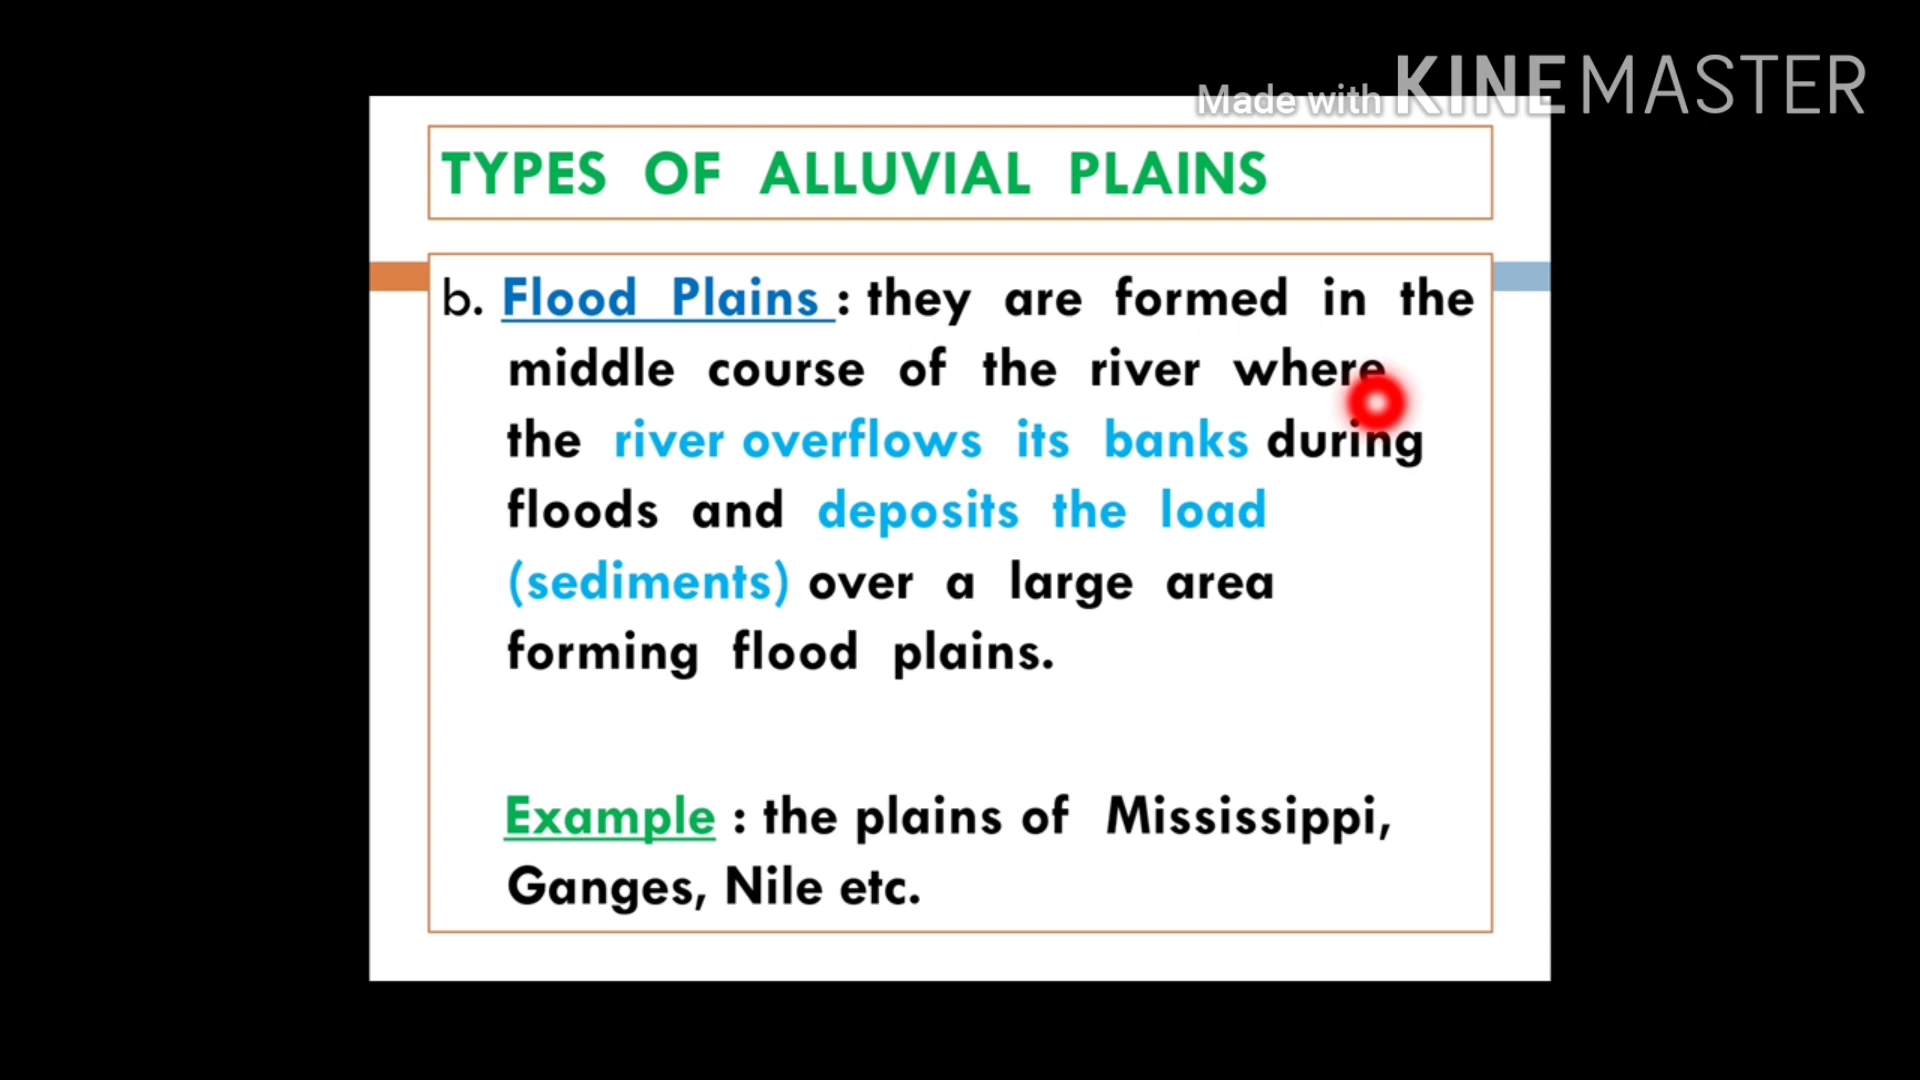 Made with KINEMASTER
TYPES OF ALLUVIAL PLAINS
b. Flood Plains : they are formed in the
middle course of the river where
the river overflows its banks during
floods and deposits the load
(sediments) over a large area
forming flood plains.
Example : the plains of Mississippi,
Ganges, Nile etc.